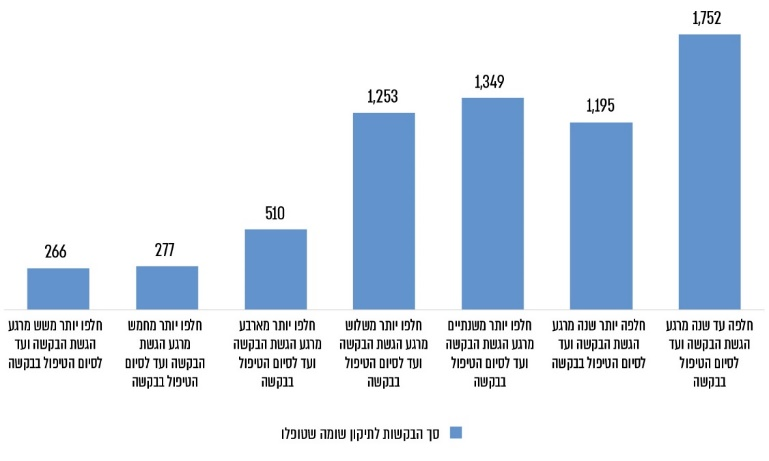 1,752
1,349
1,253
1,195
510
277
266
חלפה עד שנה מרגע
הגשת הבקשה ועד
לסיום הטיפול
בבקשה
חלפה יותר שנה מרגע
הגשת הבקשה ועד
לסיום הטיפול בבקשה
חלפו יותר משנתיים
מרגע הגשת הבקשה
ועד לסיום הטיפול
בבקשה
חלפו יותר משלוש
מרגע הגשת הבקשה
ועד לסיום הטיפול
בבקשה
חלפו יותר מארבע
מרגע הגשת הבקשה
ועד לסיום הטיפול
בבקשה
חלפו יותר מחמש
מרגע הגשת
הבקשה ועד לסיום
הטיפול בבקשה
חלפו יותר משש מרגע
הגשת הבקשה ועד
לסיום הטיפול בבקשה
סך הבקשות לתיקון שומה שטופלו